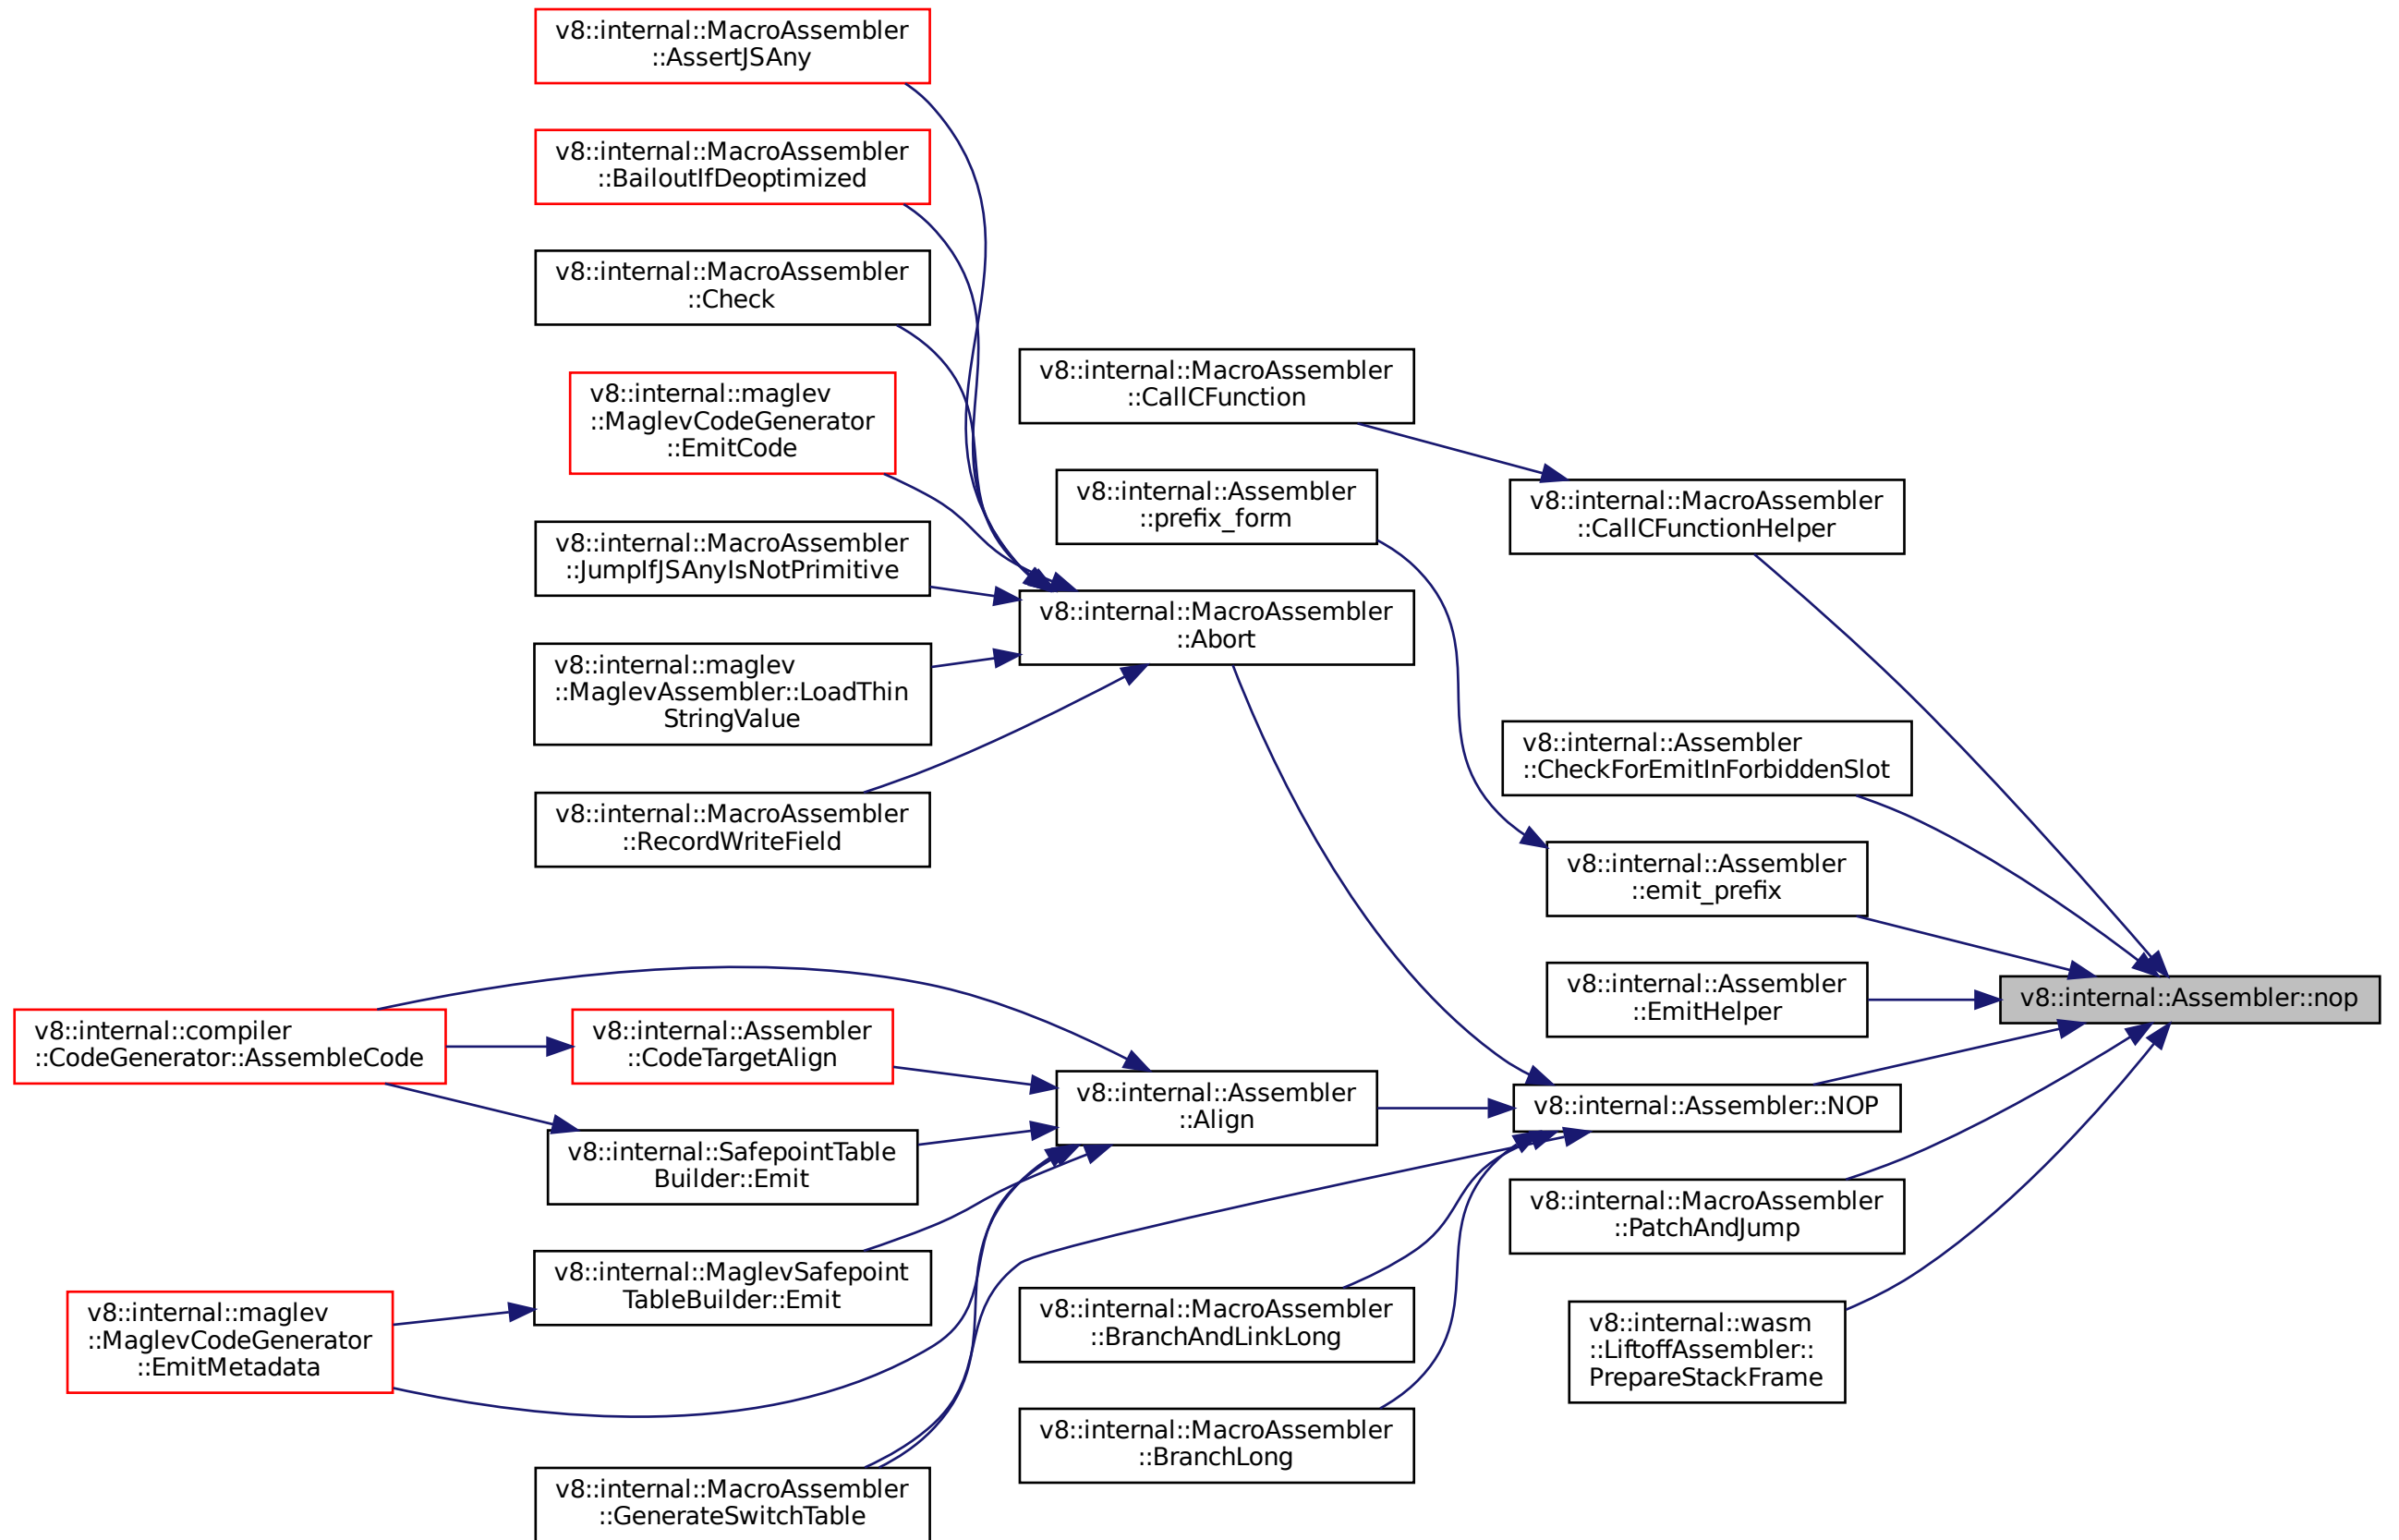 v8::internal::MacroAssembler
::AssertJSAny
v8::internal::MacroAssembler
::BailoutIfDeoptimized
v8::internal::MacroAssembler
::Check
v8::internal::maglev
::MaglevCodeGenerator
::EmitCode
v8::internal::MacroAssembler
::JumpIfJSAnyIsNotPrimitive
v8::internal::maglev
::MaglevAssembler::LoadThin
StringValue
v8::internal::MacroAssembler
::RecordWriteField
v8::internal::MacroAssembler
::CallCFunction
v8::internal::Assembler
::prefix_form
v8::internal::MacroAssembler
::Abort
v8::internal::MacroAssembler
::CallCFunctionHelper
v8::internal::Assembler
::CheckForEmitInForbiddenSlot
v8::internal::Assembler
::emit_prefix
v8::internal::Assembler
::EmitHelper
v8::internal::Assembler::nop
v8::internal::compiler
::CodeGenerator::AssembleCode
v8::internal::Assembler
::CodeTargetAlign
v8::internal::Assembler
::Align
v8::internal::Assembler::NOP
v8::internal::SafepointTable
Builder::Emit
v8::internal::MacroAssembler
::PatchAndJump
v8::internal::maglev
::MaglevCodeGenerator
::EmitMetadata
v8::internal::MaglevSafepoint
TableBuilder::Emit
v8::internal::MacroAssembler
::BranchAndLinkLong
v8::internal::wasm
::LiftoffAssembler::
PrepareStackFrame
v8::internal::MacroAssembler
::BranchLong
v8::internal::MacroAssembler
::GenerateSwitchTable